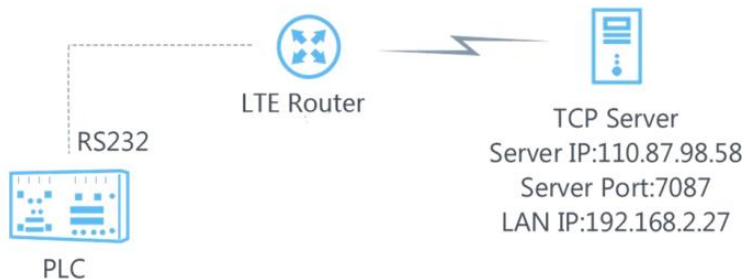 LTE Router
RS232
PLC
TCP Server
Server IP:110.87.98.58
Server Port:7087
LAN IP:192.168.2.27